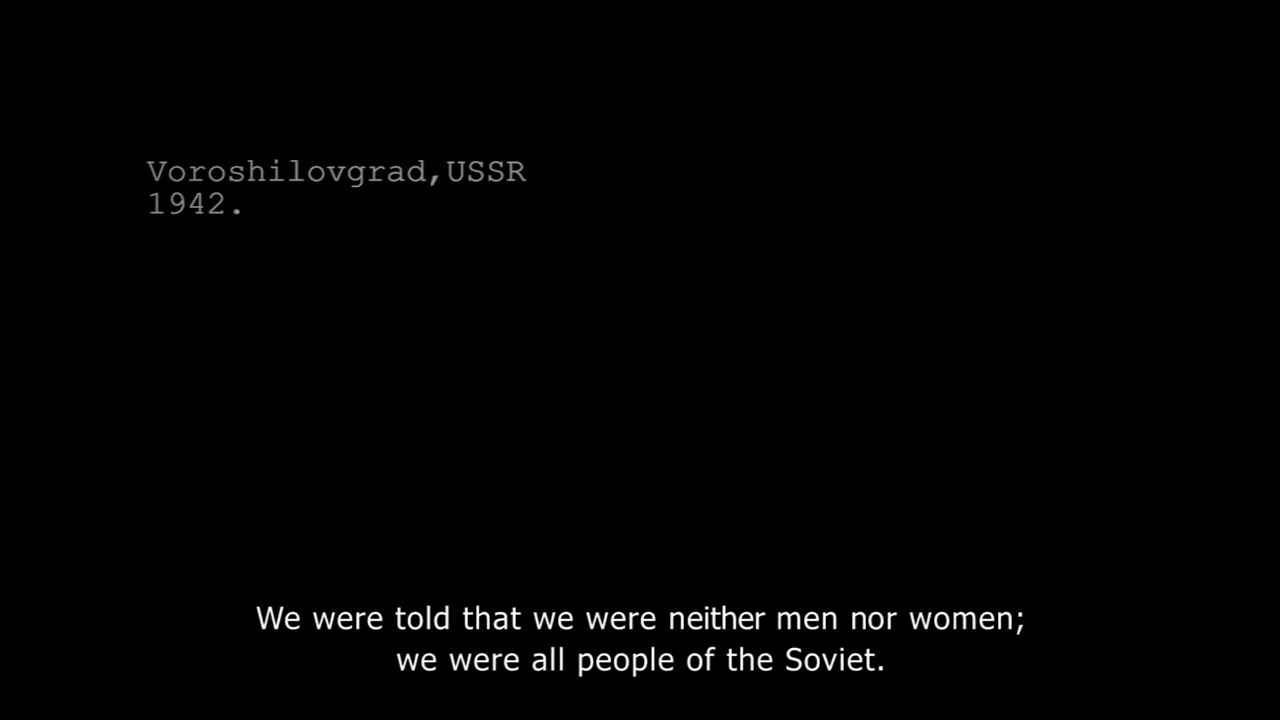 Voroshilovgrad,USSR
1942.
We were told that we were neither men nor women;
we were all people of the Soviet.